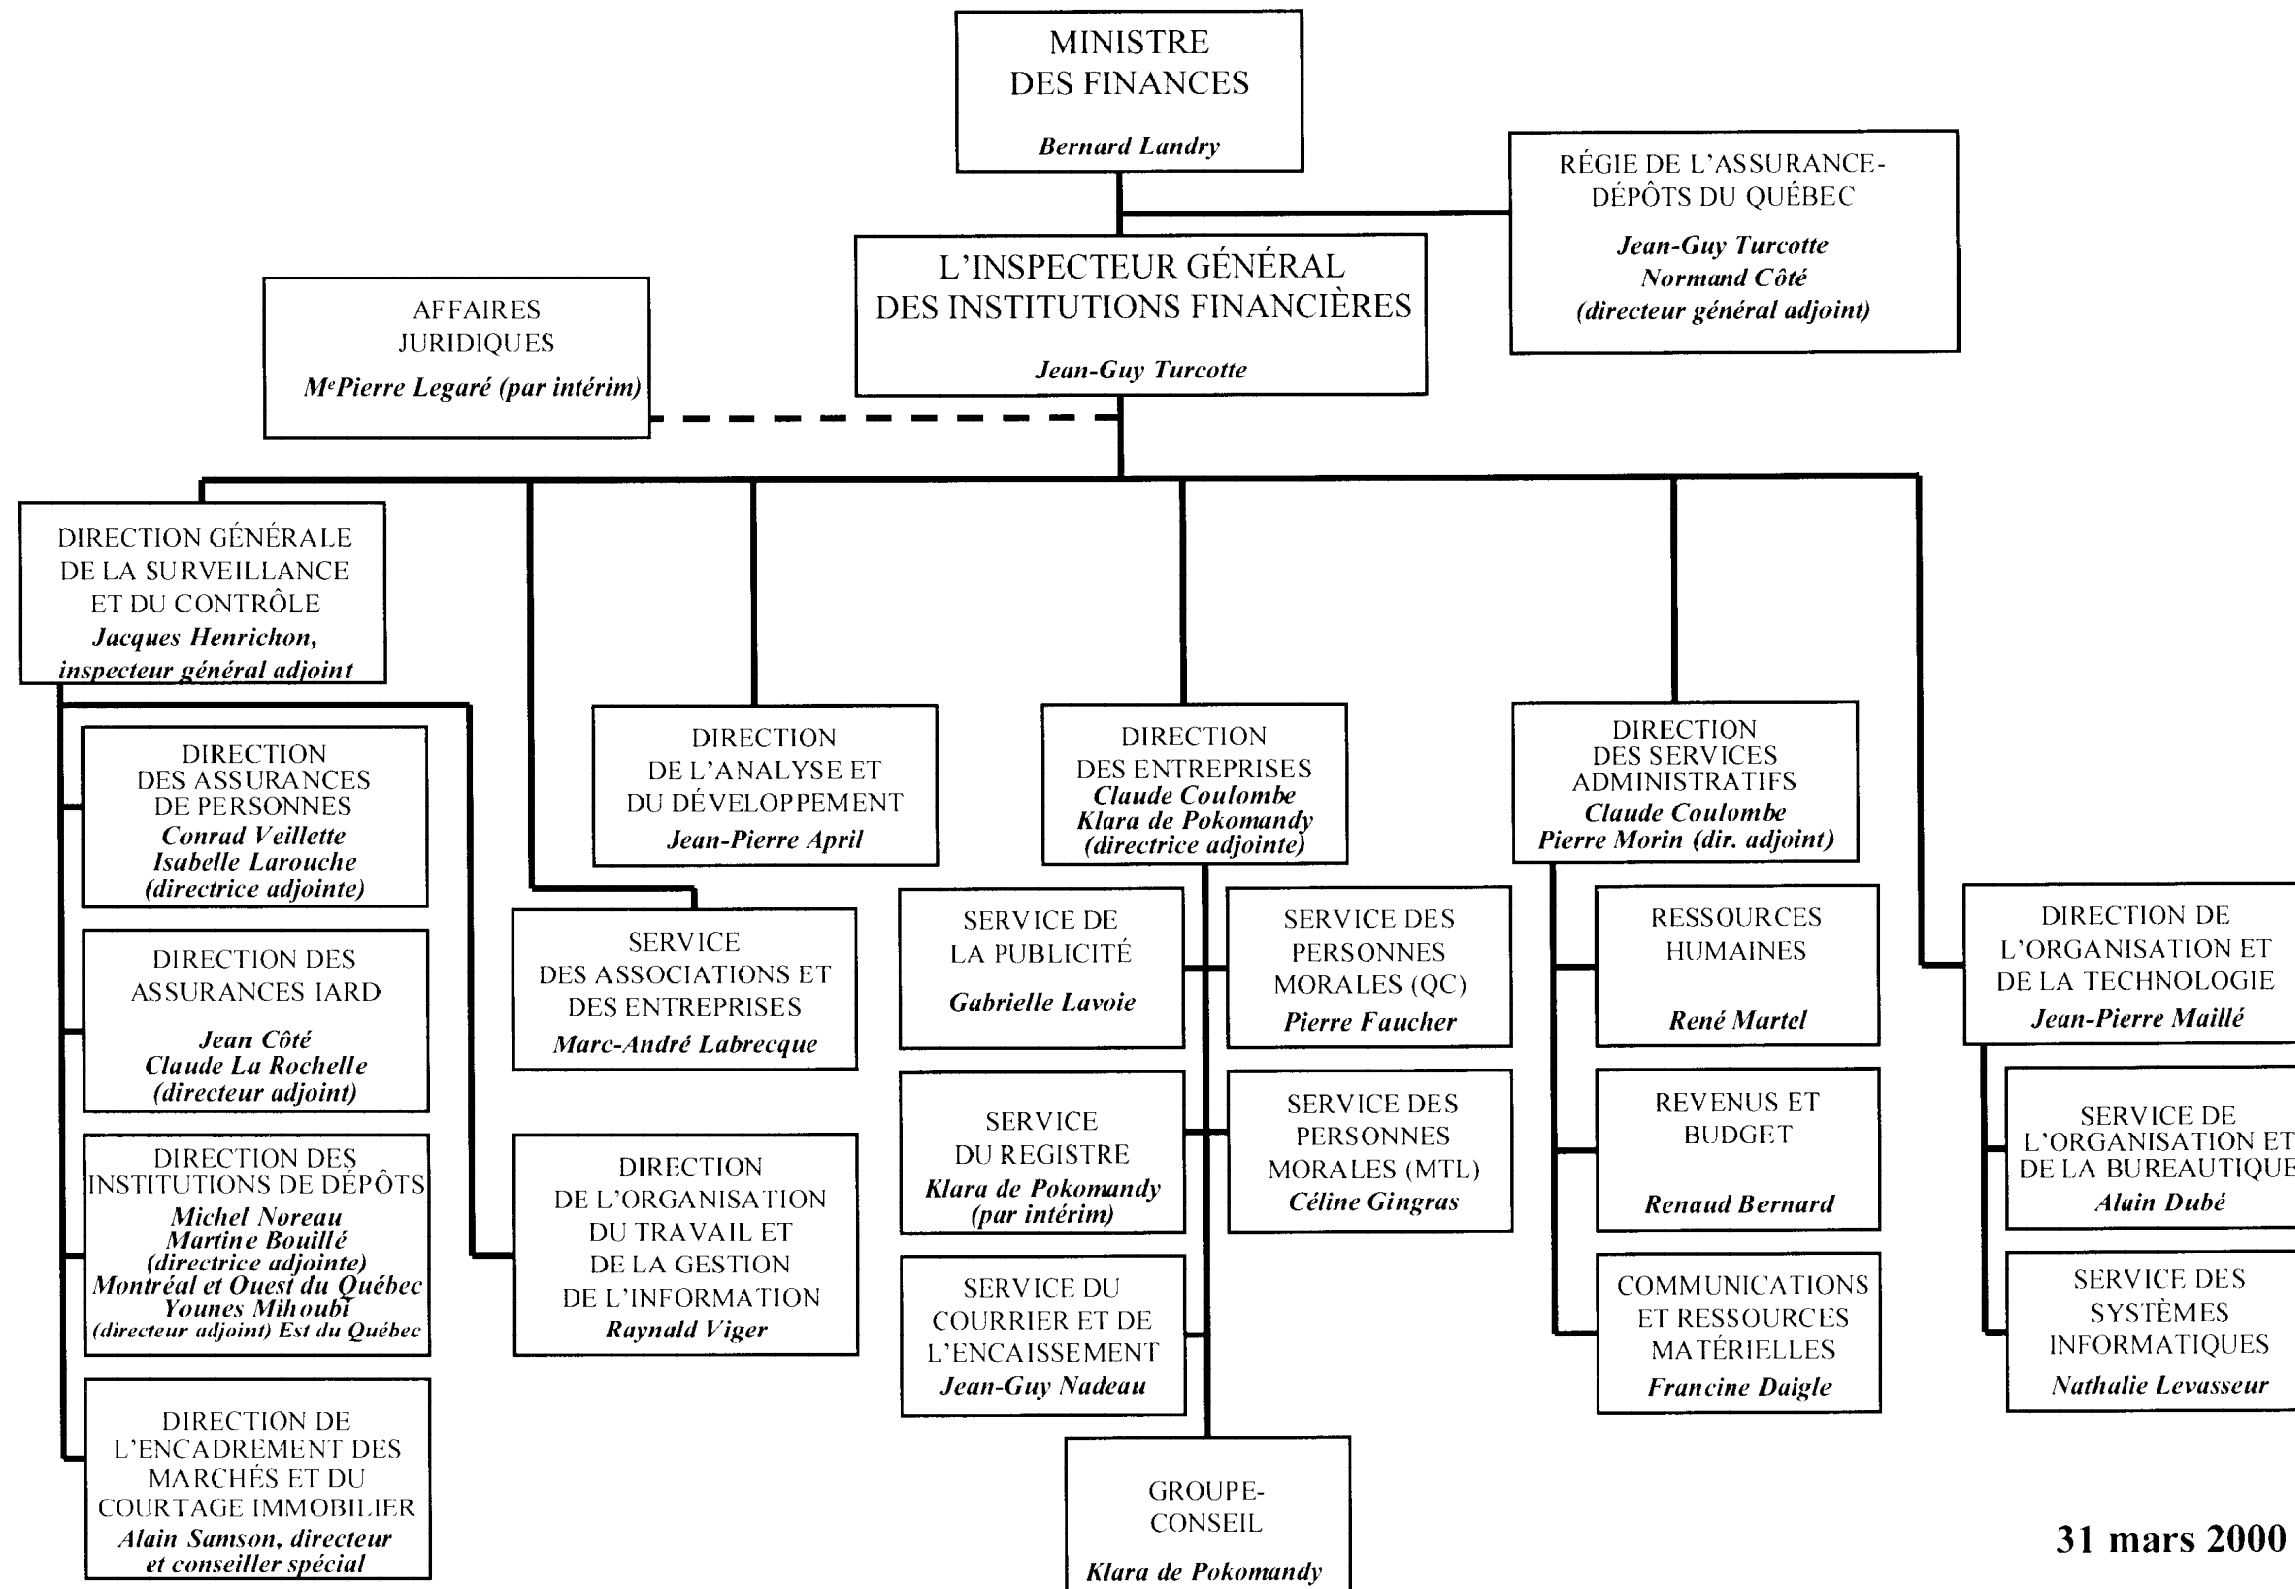 MINISTRE
DES FINANCES
Bernard Landry
RÉGIE DE L'ASSURANCE-
DÉPÔTS DU QUÉBEC
Jean-Guy Turcotte
Normand Côté
(directeur général adjoint)
L'INSPECTEUR GÉNÉRAL
DES INSTITUTIONS FINANCIÈRES
Jean-Guy Turcotte
AFFAIRES
JURIDIQUES
Me Pierre Legaré (par intérim)
DIRECTION GÉNÉRALE
DE LA SURVEILLANCE
ET DU CONTRÔLE
Jacques Henrichon,
inspecteur général adjoint
DIRECTION
DES ASSURANCES
DE PERSONNES
Conrad Veillette
Isabelle Larouche
(directrice adjointe)
DIRECTION DES
ASSURANCES IARD
Jean Côté
Claude La Rochelle
(directeur adjoint)
DIRECTION DES
INSTITUTIONS DE DÉPÔTS
Michel Noreau
Martine Bouillé
(directrice adjointe)
Montréal et Ouest du Québec
Younes Mihoubi
(directeur adjoint) Est du Québec
DIRECTION DE
L'ENCADREMENT DES
MARCHÉS ET DU
COURTAGE IMMOBILIER
Alain Samson, directeur
et conseiller spécial
SERVICE
DES ASSOCIATIONS ET
DES ENTREPRISES
Marc-André Labrecque
DIRECTION
DE L'ORGANISATION
DU TRAVAIL ET
DE LA GESTION
DE L'INFORMATION
Raynald Viger
DIRECTION
DE L'ANALYSE ET
DU DÉVELOPPEMENT
Jean-Pierre April
DIRECTION
DES ENTREPRISES
Claude Coulombe
Klara de Pokomandy
(directrice adjointe)
SERVICE DE
LA PUBLICITÉ
Gabrielle Lavoie
SERVICE DES
PERSONNES
MORALES (QC)
Pierre Faucher
SERVICE
DU REGISTRE
Klara de Pokomandy
(par intérim)
SERVICE DES
PERSONNES
MORALES (MTL)
Céline Gingras
SERVICE DU
COURRIER ET DE
L'ENCAISSEMENT
Jean-Guy Nadeau
GROUPE-
CONSEIL
Klara de Pokomandy
DIRECTION
DES SERVICES
ADMINISTRATIFS
Claude Coulombe
Pierre Morin (dir. adjoint)
RESSOURCES
HUMAINES
René Martel
REVENUS ET
BUDGET
Renaud Bernard
COMMUNICATIONS
ET RESSOURCES
MATÉRIELLES
Francine Daigle
DIRECTION DE
L'ORGANISATION ET
DE LA TECHNOLOGIE
Jean-Pierre Maillé
SERVICE DE
L'ORGANISATION ET
DE LA BUREAUTIQUE
Alain Dubé
SERVICE DES
SYSTÈMES
INFORMATIQUES
Nathalie Levasseur
31 mars 2000